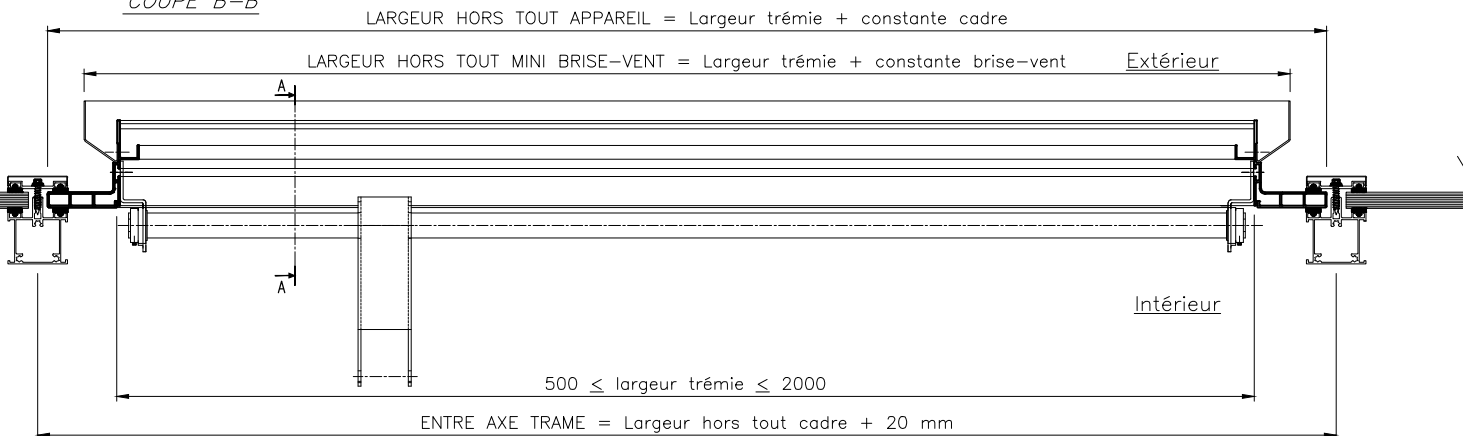 COUPE B-B
LARGEUR HORS TOUT APPAREIL = Largeur trémie + constante cadre
LARGEUR HORS TOUT MINI BRISE-VENT = Largeur trémie + constante brise-vent
Extérieur
A
A
Intérieur
500 ≤ largeur trémie ≤ 2000
ENTRE AXE TRAME = Largeur hors tout cadre + 20 mm